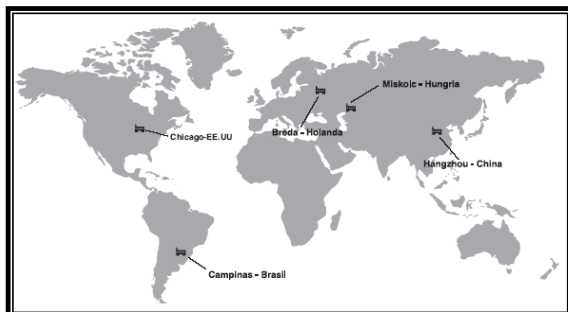 Miskolc - Hungria
Breda - Holanda
Chicago-EE.UU
Hangzhou - China
Campinas - Brasil